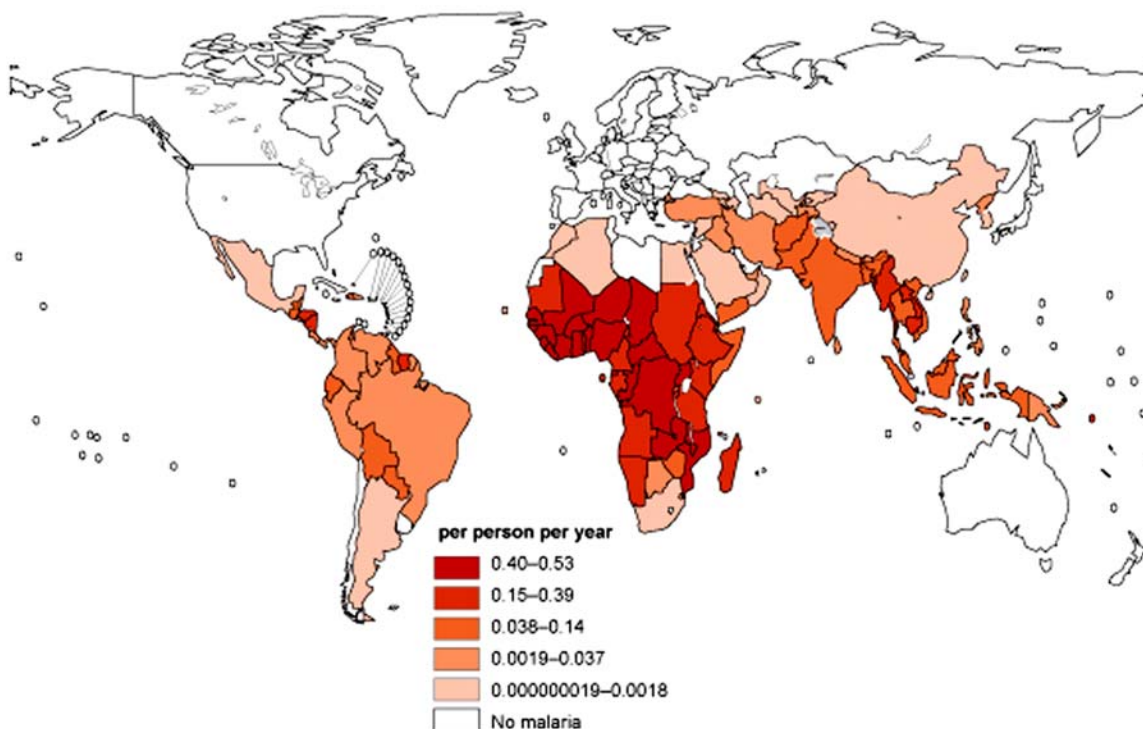 per person per year
0.40–0.53
0.15–0.39
0.038–0.14
0.0019–0.037
0.000000019–0.0018
No malaria